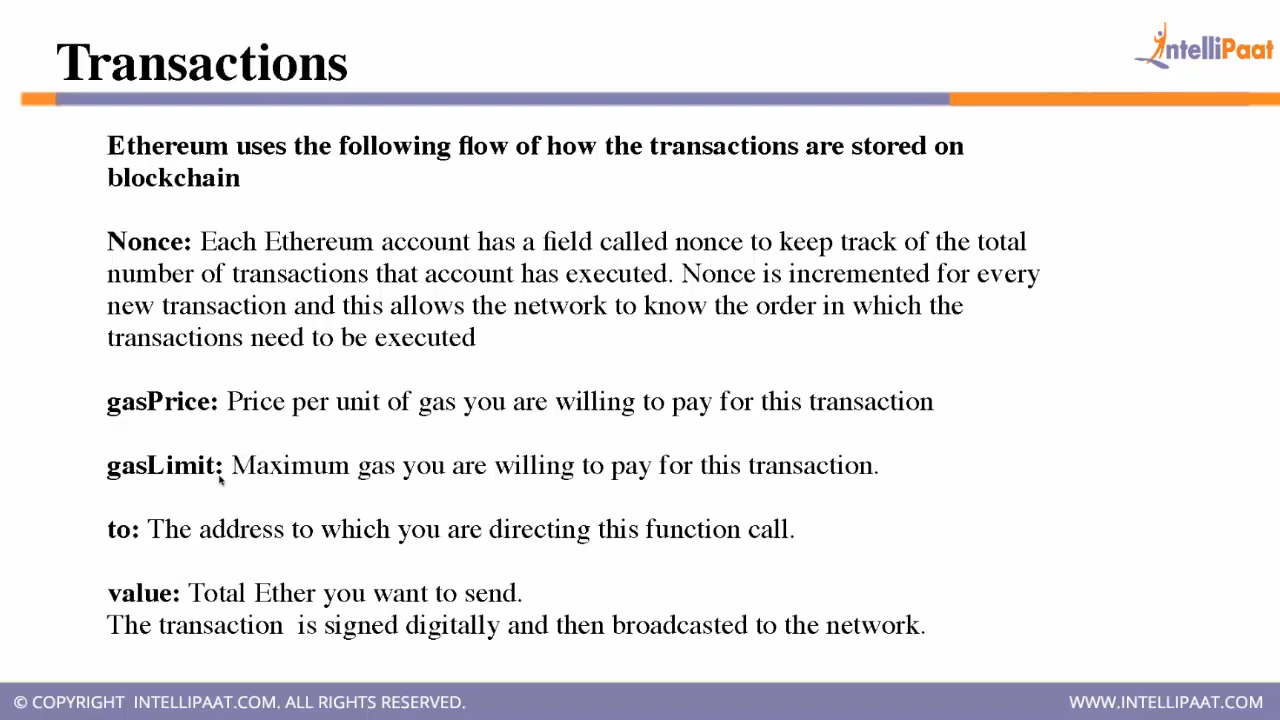 Transactions
IntelliPaat
Ethereum uses the following flow of how the transactions are stored on
blockchain
Nonce: Each Ethereum account has a field called nonce to keep track of the total
number of transactions that account has executed. Nonce is incremented for every
new transaction and this allows the network to know the order in which the
transactions need to be executed
gasPrice: Price per unit of gas you are willing to pay for this transaction
gasLimit: Maximum gas you are willing to pay for this transaction.
to: The address to which you are directing this function call.
value: Total Ether you want to send.
The transaction  is signed digitally and then broadcasted to the network.
© COPYRIGHT  INTELLIPAAT.COM. ALL RIGHTS RESERVED.
WWW.INTELLIPAAT.COM